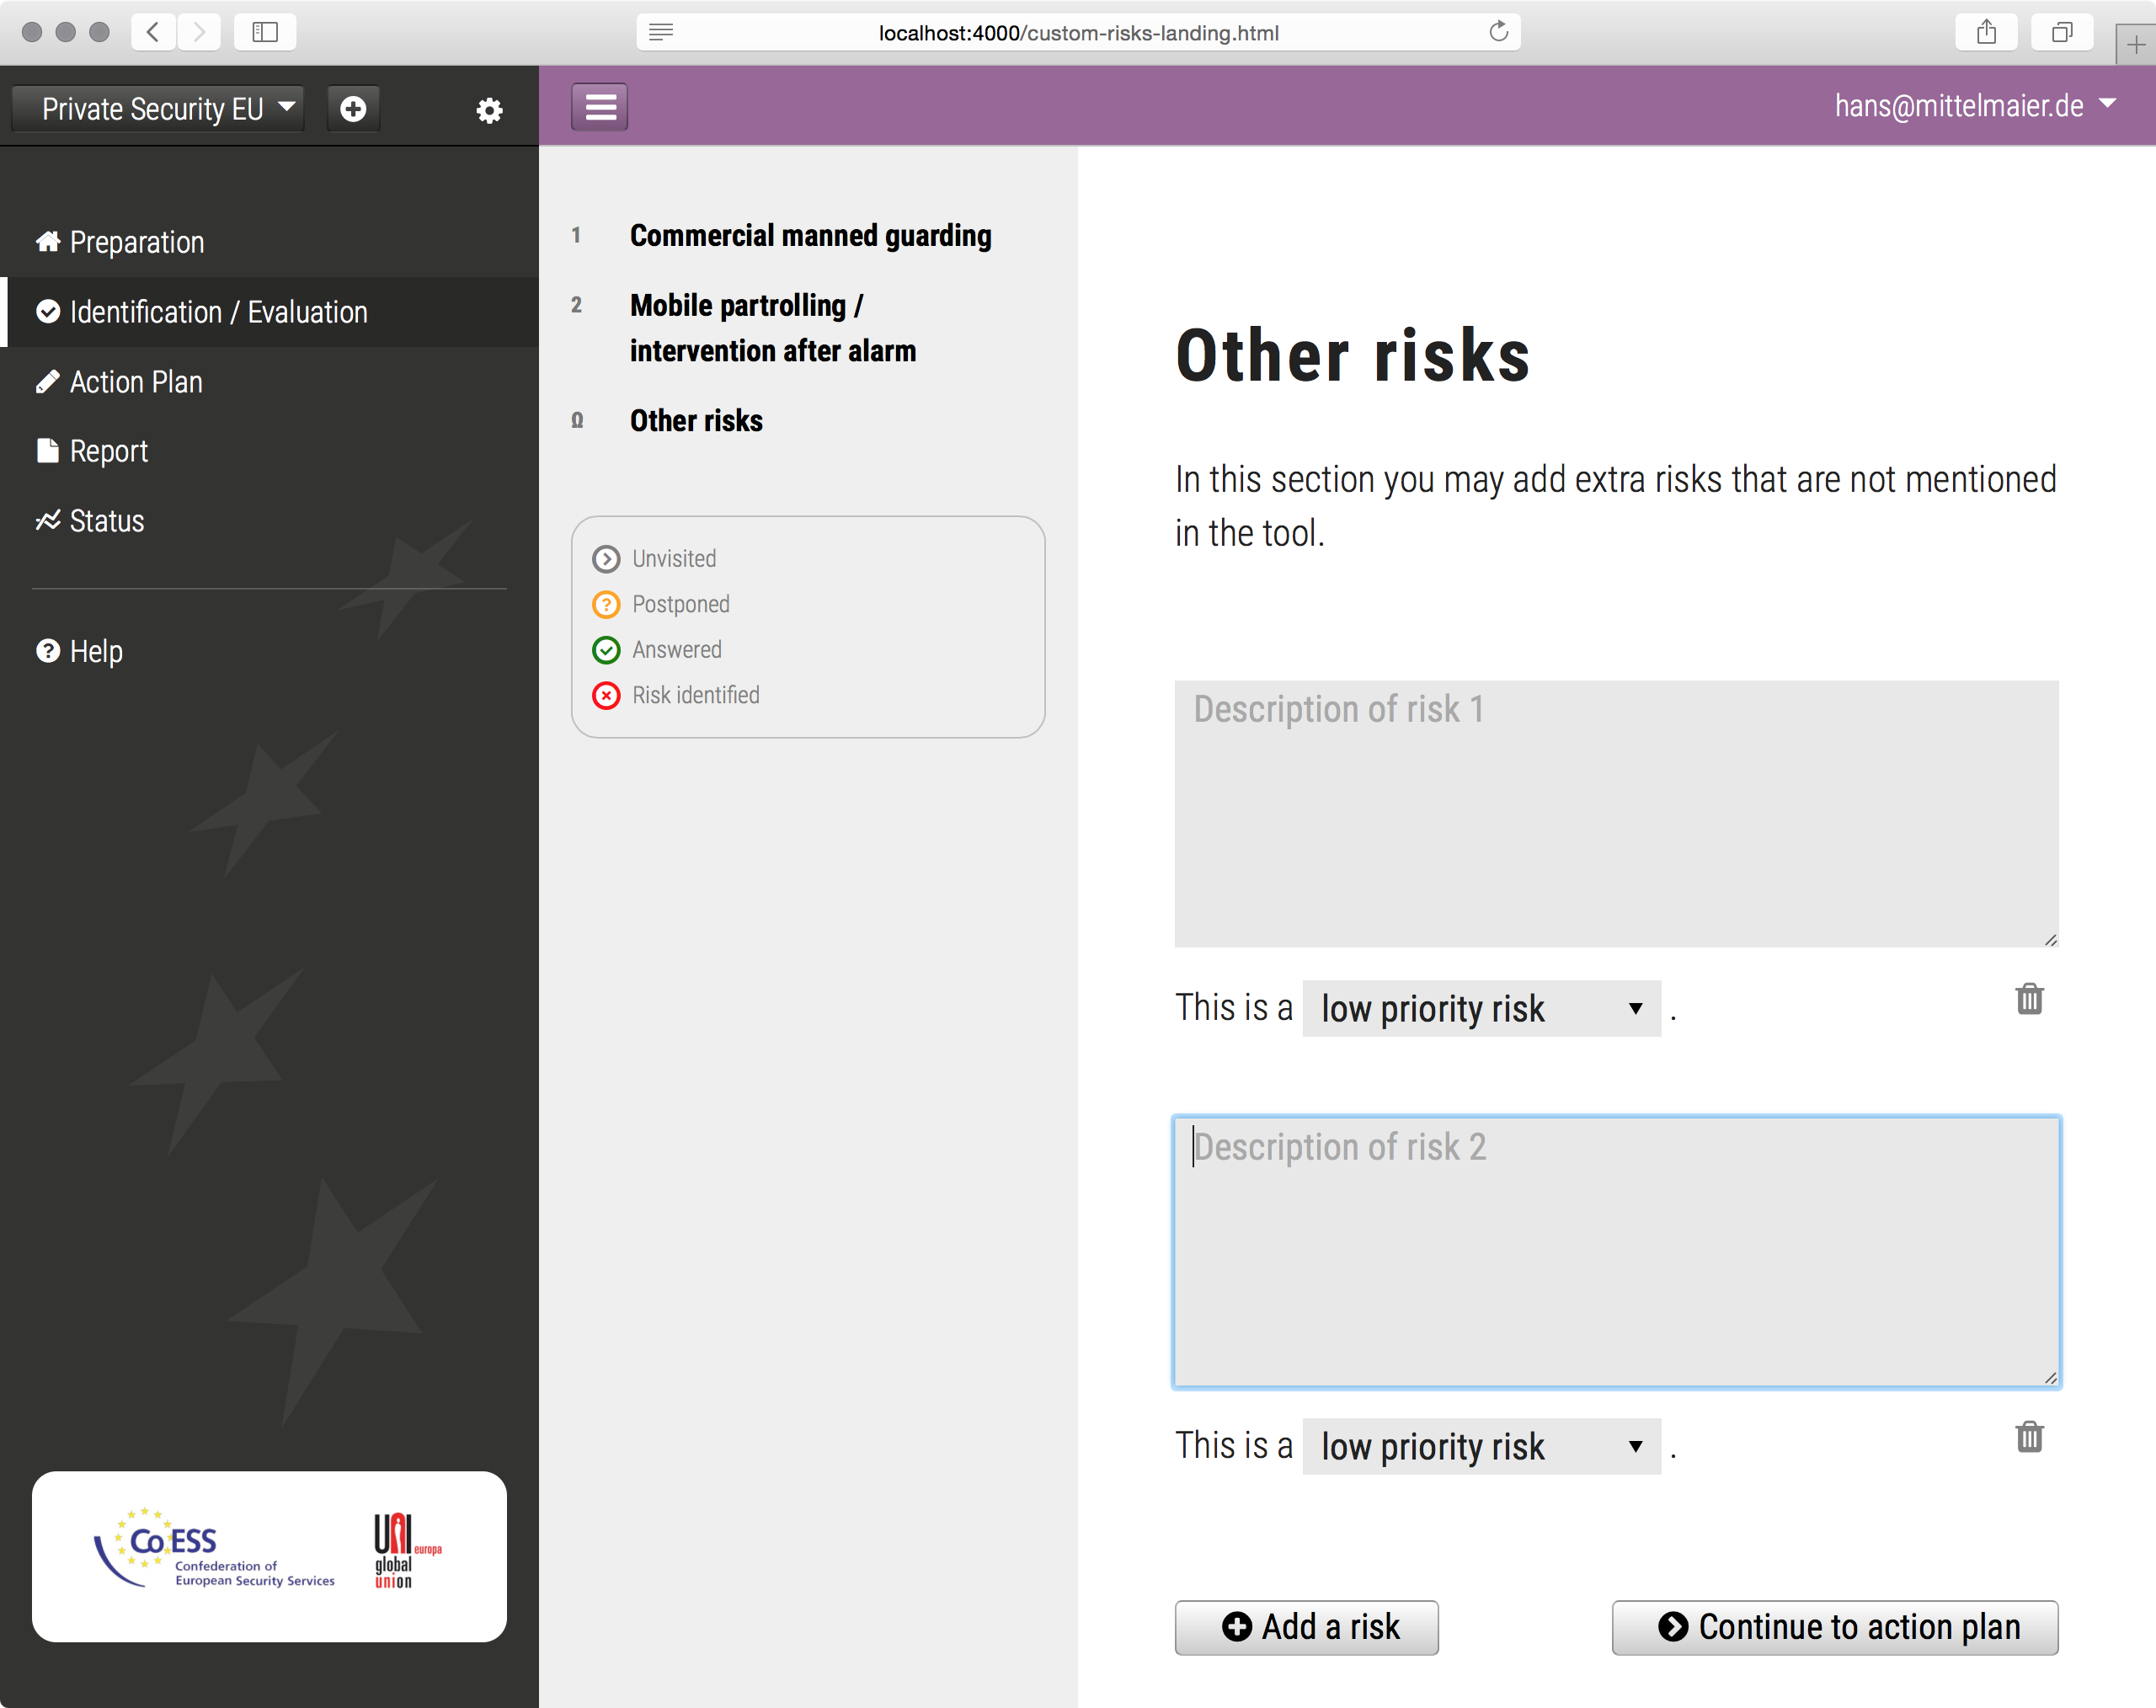 localhost:4000/custom-risks-landing.html
Private Security EU
hans@mittelmaier.de
Preparation
Identification / Evaluation
Action Plan
Report
Status
Help
CoESS
Confederation of
European Security Services
UNI
europa
global
union
1 Commercial manned guarding
2 Mobile partrolling /
intervention after alarm
Ω Other risks
Unvisited
Postponed
Answered
Risk identified
Other risks
In this section you may add extra risks that are not mentioned
in the tool.
Description of risk 1
This is a low priority risk .
Description of risk 2
This is a low priority risk .
Add a risk
Continue to action plan